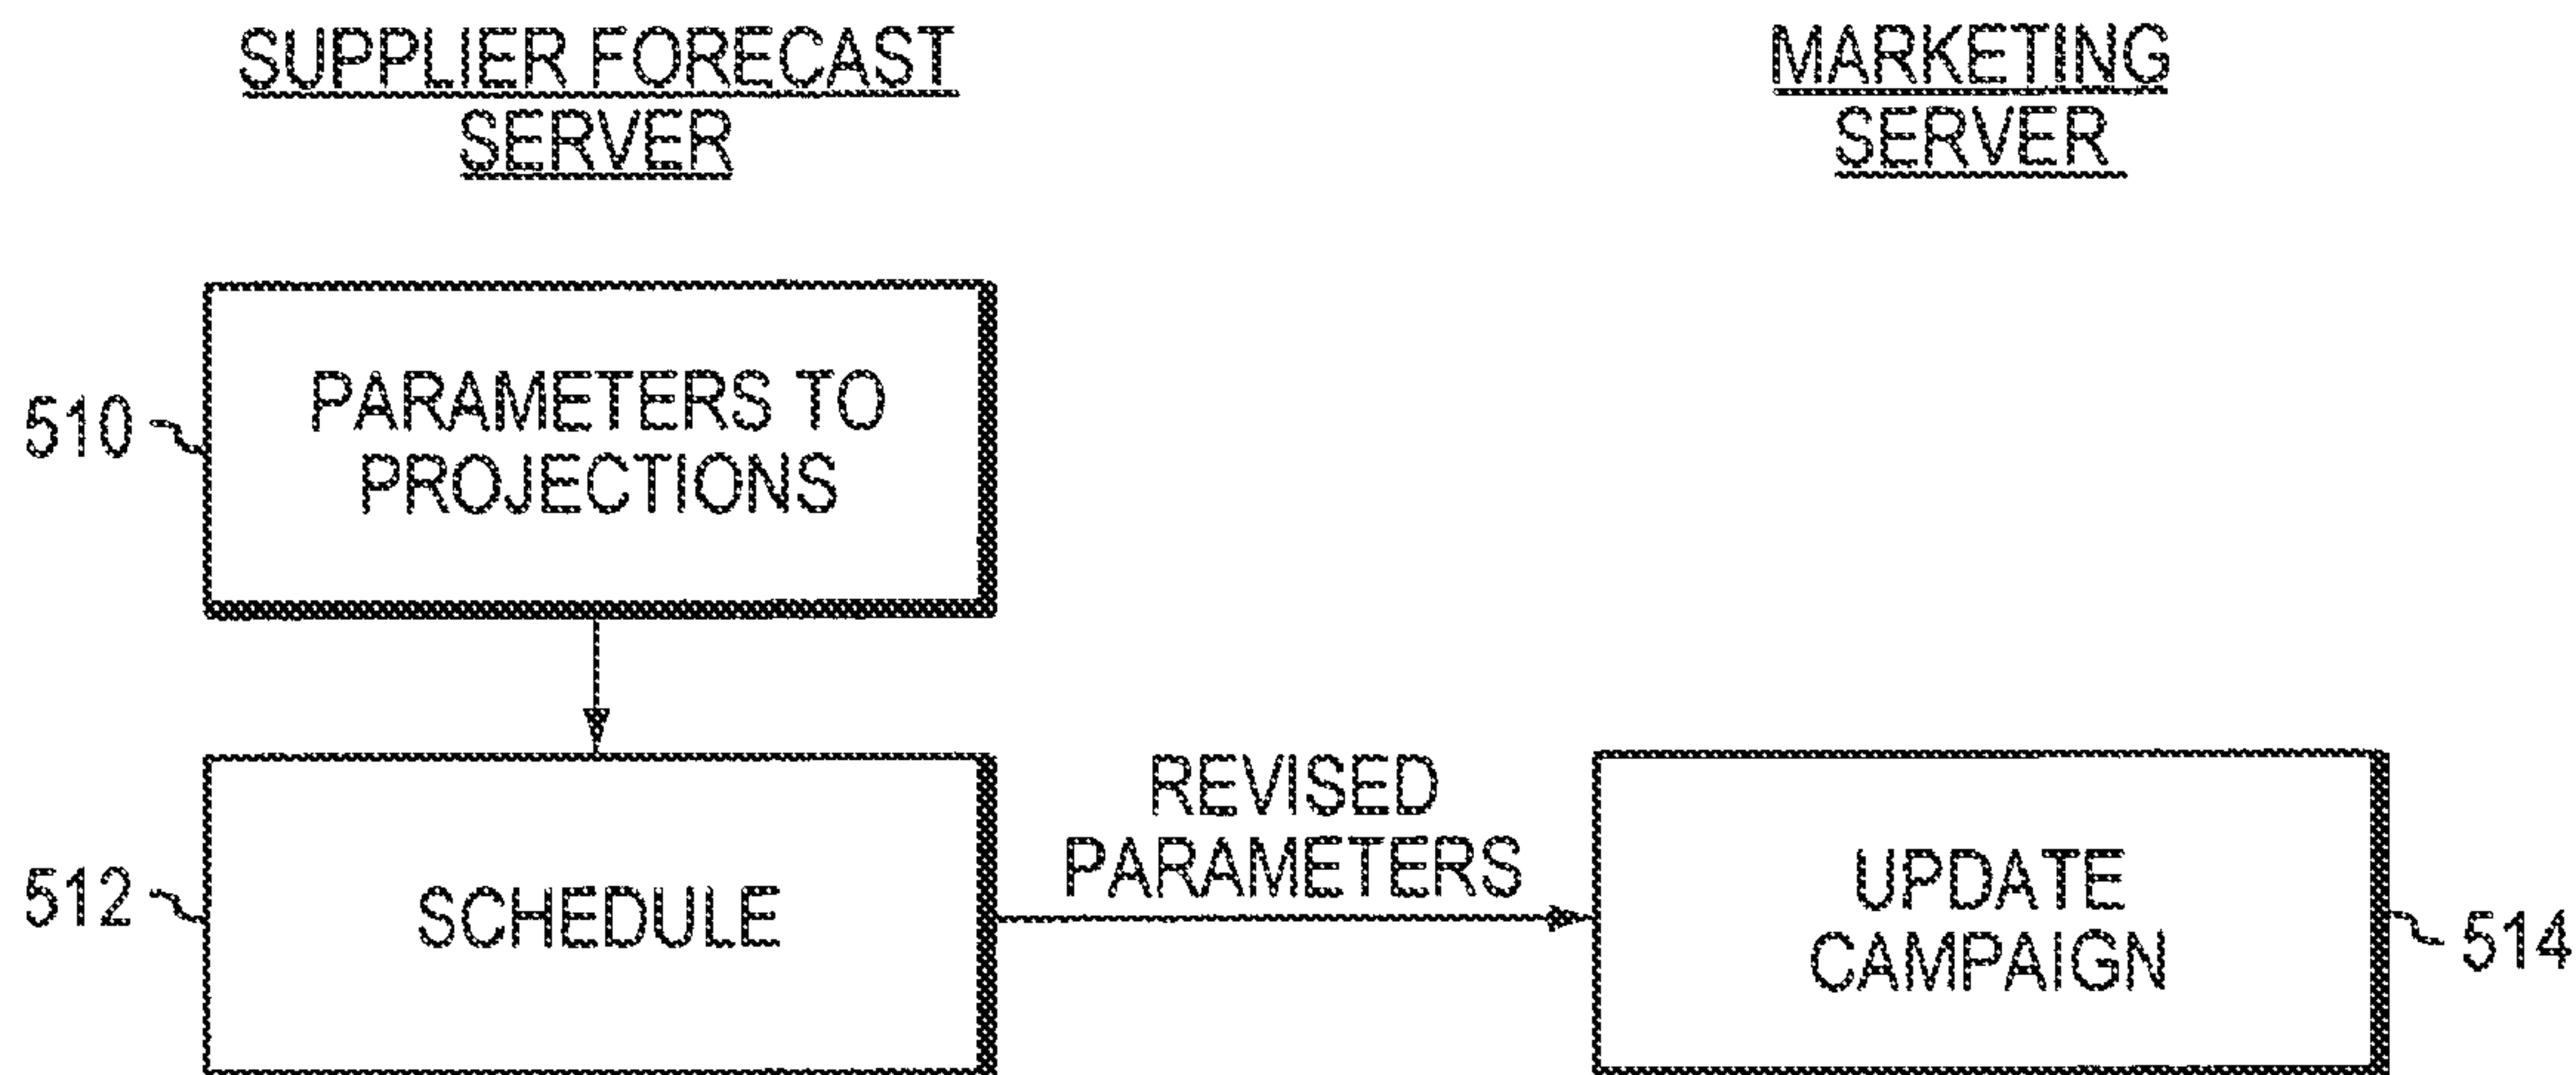 SUPPLIER FORECAST
SERVER
MARKETING
SERVER
510
PARAMETERS TO
PROJECTIONS
512
SCHEDULE
REVISED
PARAMETERS
UPDATE
CAMPAIGN
514